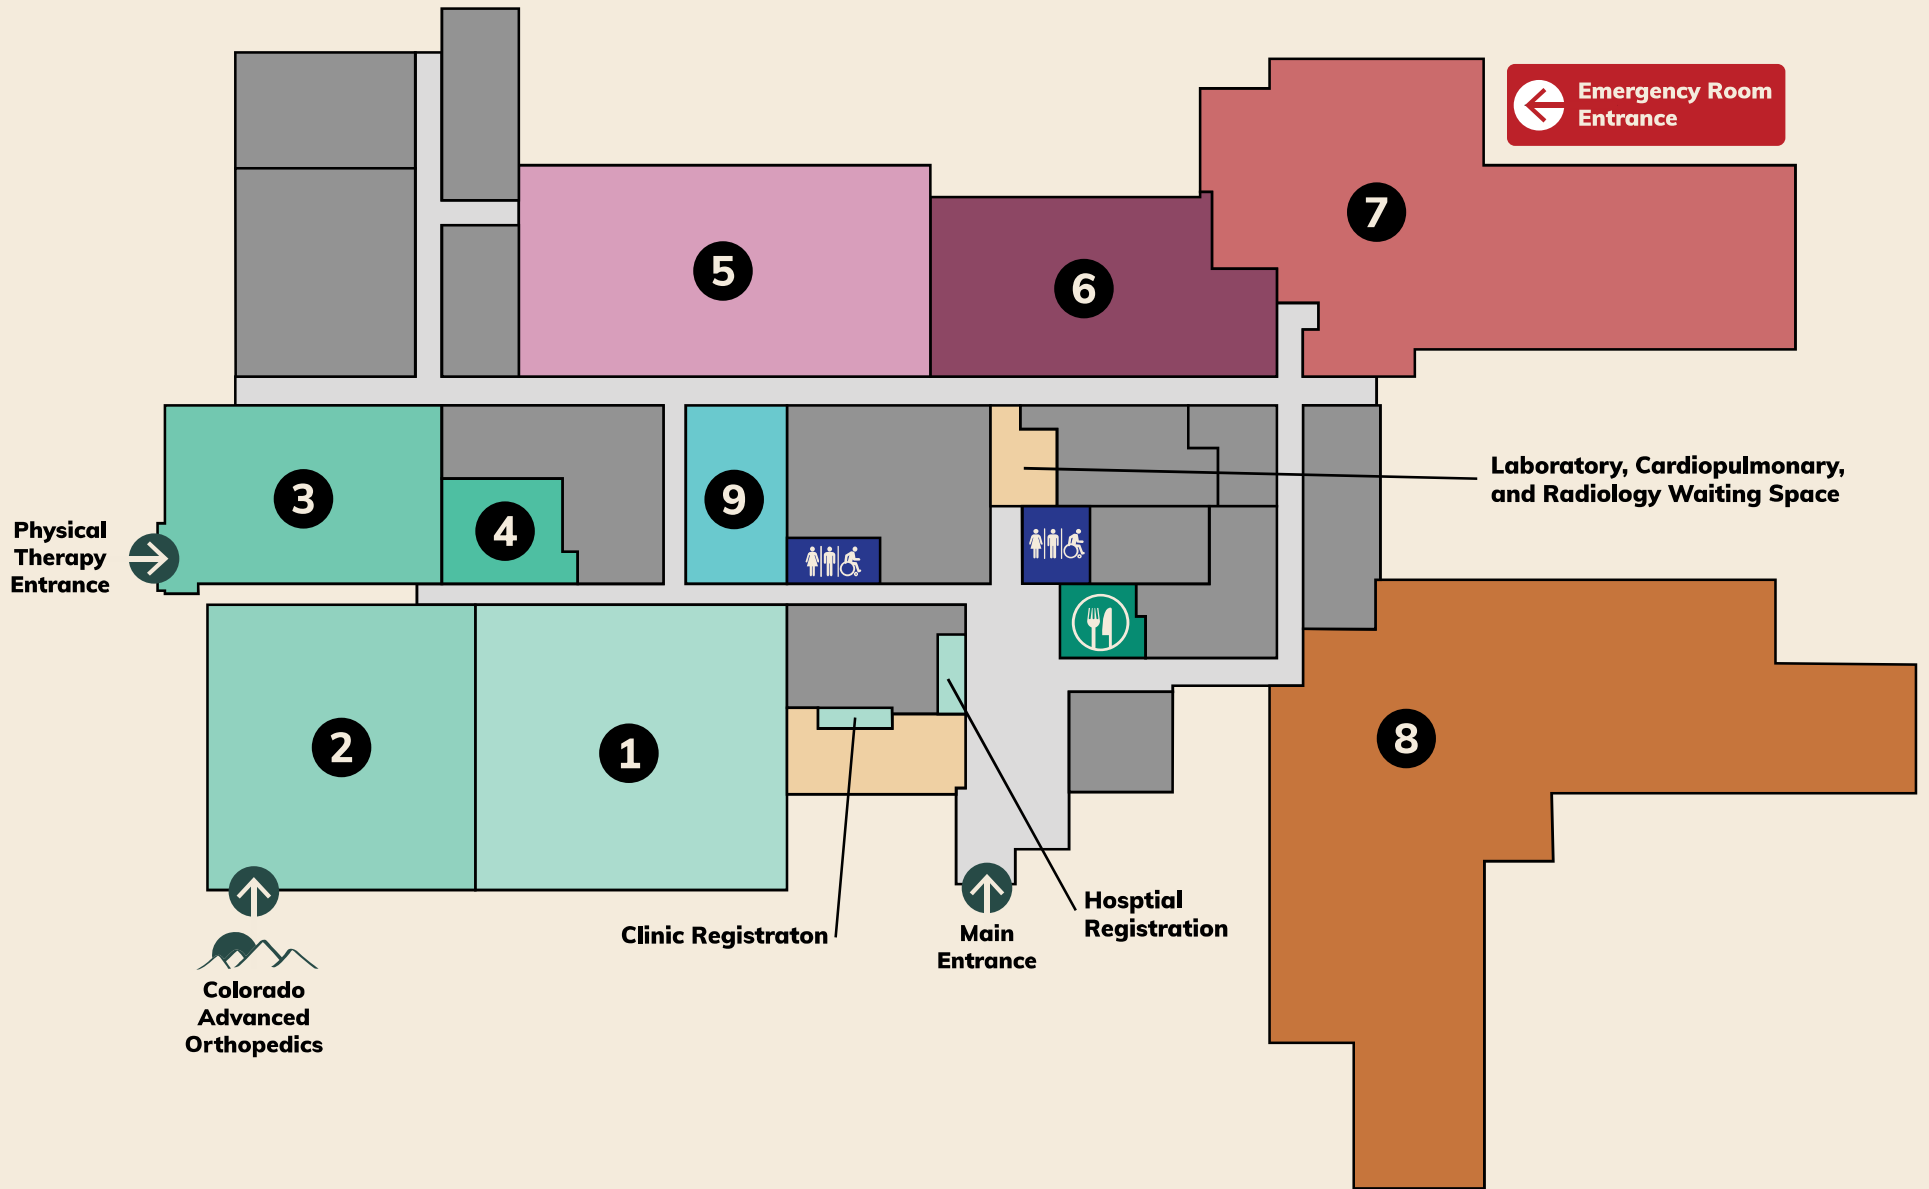 Emergency Room
Entrance
7
5
6
Laboratory, Cardiopulmonary,
and Radiology Waiting Space
3
9
4
Physical
Therapy
Entrance
8
2
1
Hosptial
Registration
Clinic Registraton
Main
Entrance
Colorado
Advanced
Orthopedics